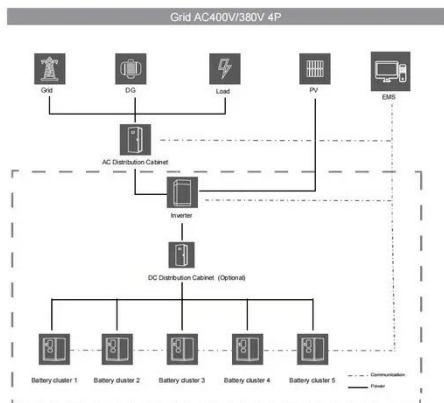 Grid AC400V/380V 4P
Grid
DG
Load
PV
EMS
AC Distribution Cabinet
Inverter
DC Distribution Cabinet (Optional)
Battery cluster 1
Battery cluster 2
Battery cluster 3
Battery cluster 4
Battery cluster 5
Communication
Power